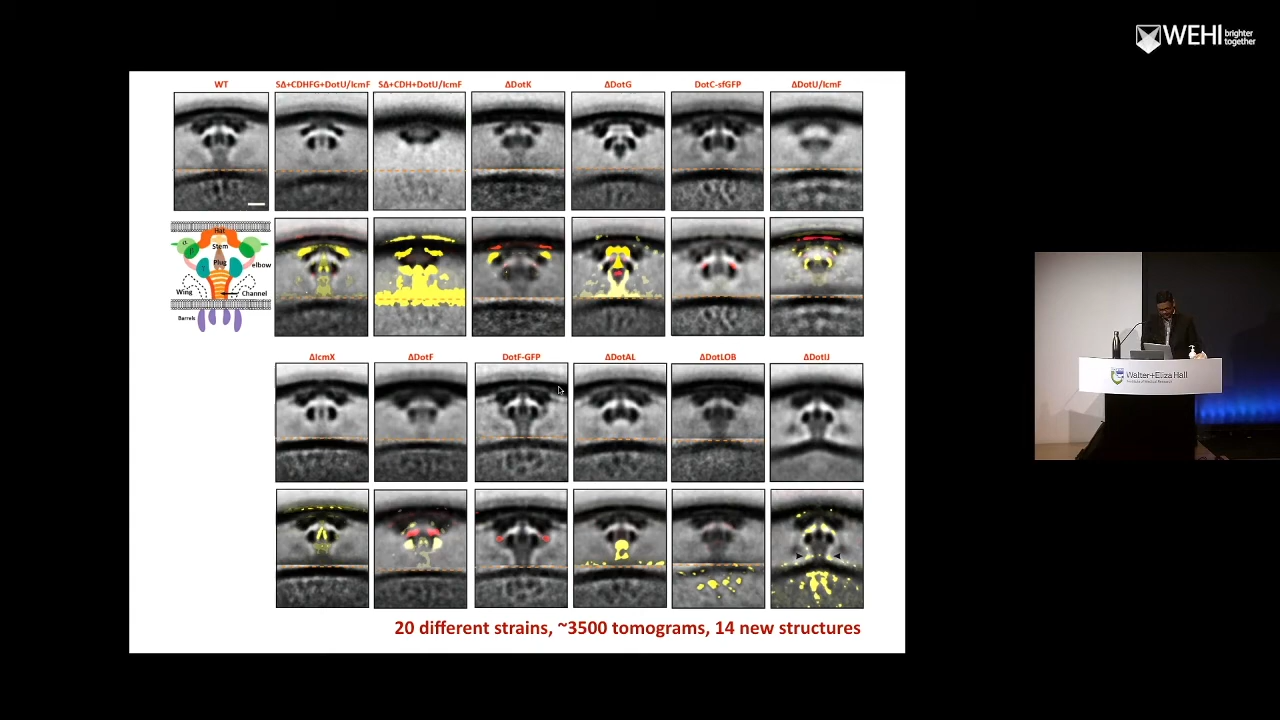 WEHI brighter together
WT SΔ+CDHFG+DotU/IcmF SΔ+CDH+DotU/IcmF ΔDotK ΔDotG DotC-sfGFP ΔDotU/IcmF
Hat
α
β
Stem
Plug
elbow
Wing
Channel
Barrels
ΔIcmX ΔDotF DotF-GFP ΔDotAL ΔDotLOB ΔDotIJ
20 different strains, ~3500 tomograms, 14 new structures
Walter+Eliza Hall